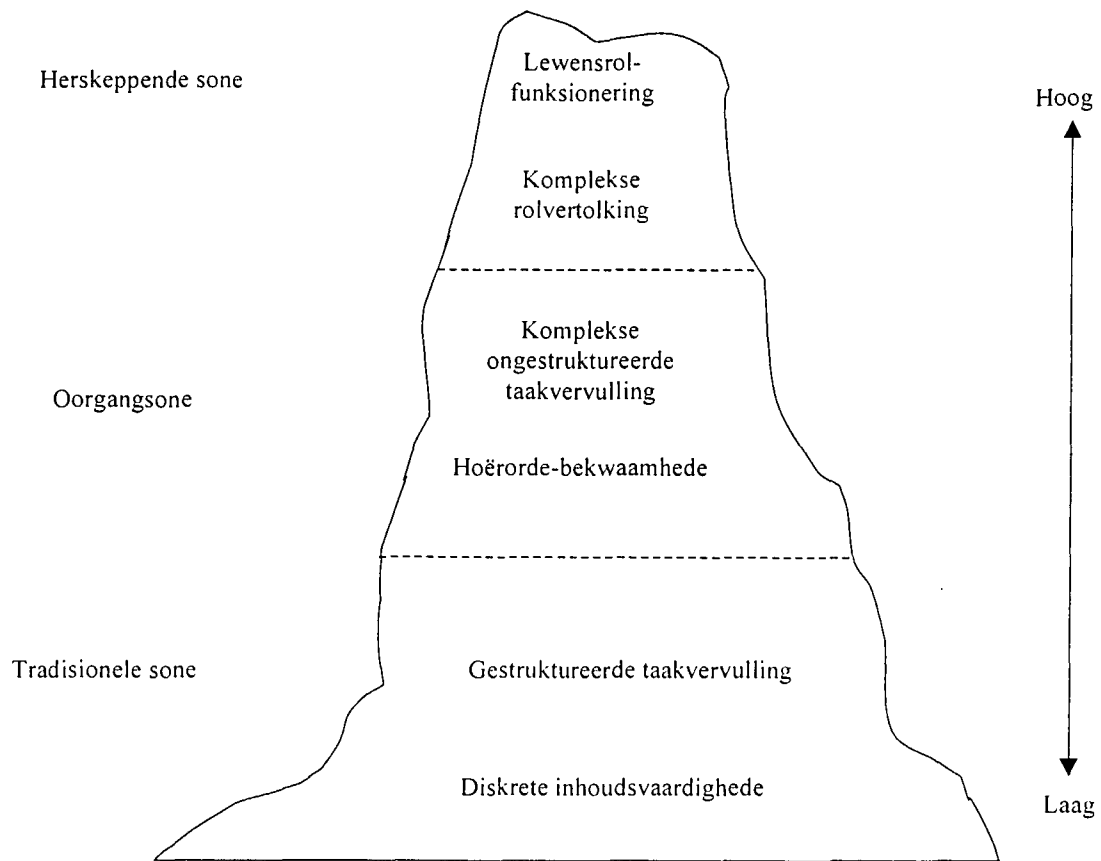 Herskeppende sone
Lewensrol-
funksionering
Hoog
Komplekse
rolvertolking
Komplekse
ongestruktureerde
taakvervulling
Oorgangsone
Hoërorde-bekwaamhede
Tradisionele sone
Gestruktureerde taakvervulling
Diskrete inhoudsvaardighede
Laag